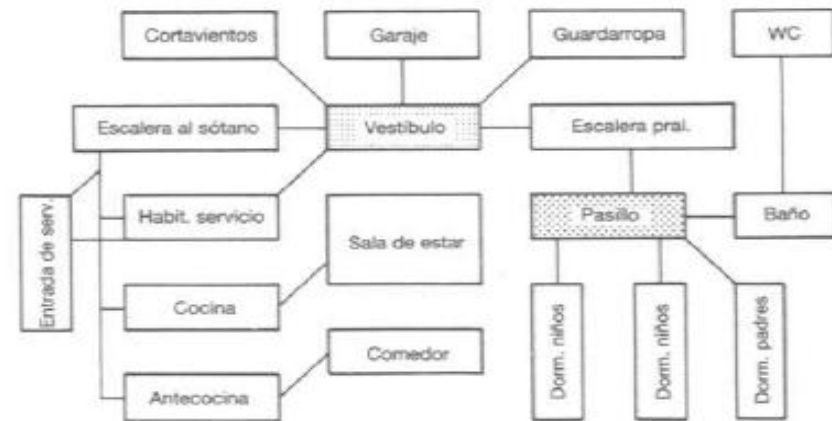 Cortavientos
Garaje
Guardarropa
WC
Escalera al sótano
Vestíbulo
Escalera pral.
Entrada de serv.
Habit. servicio
Sala de estar
Pasillo
Baño
Cocina
Comedor
Antecocina
Dorm. niños
Dorm. niños
Dorm. padres